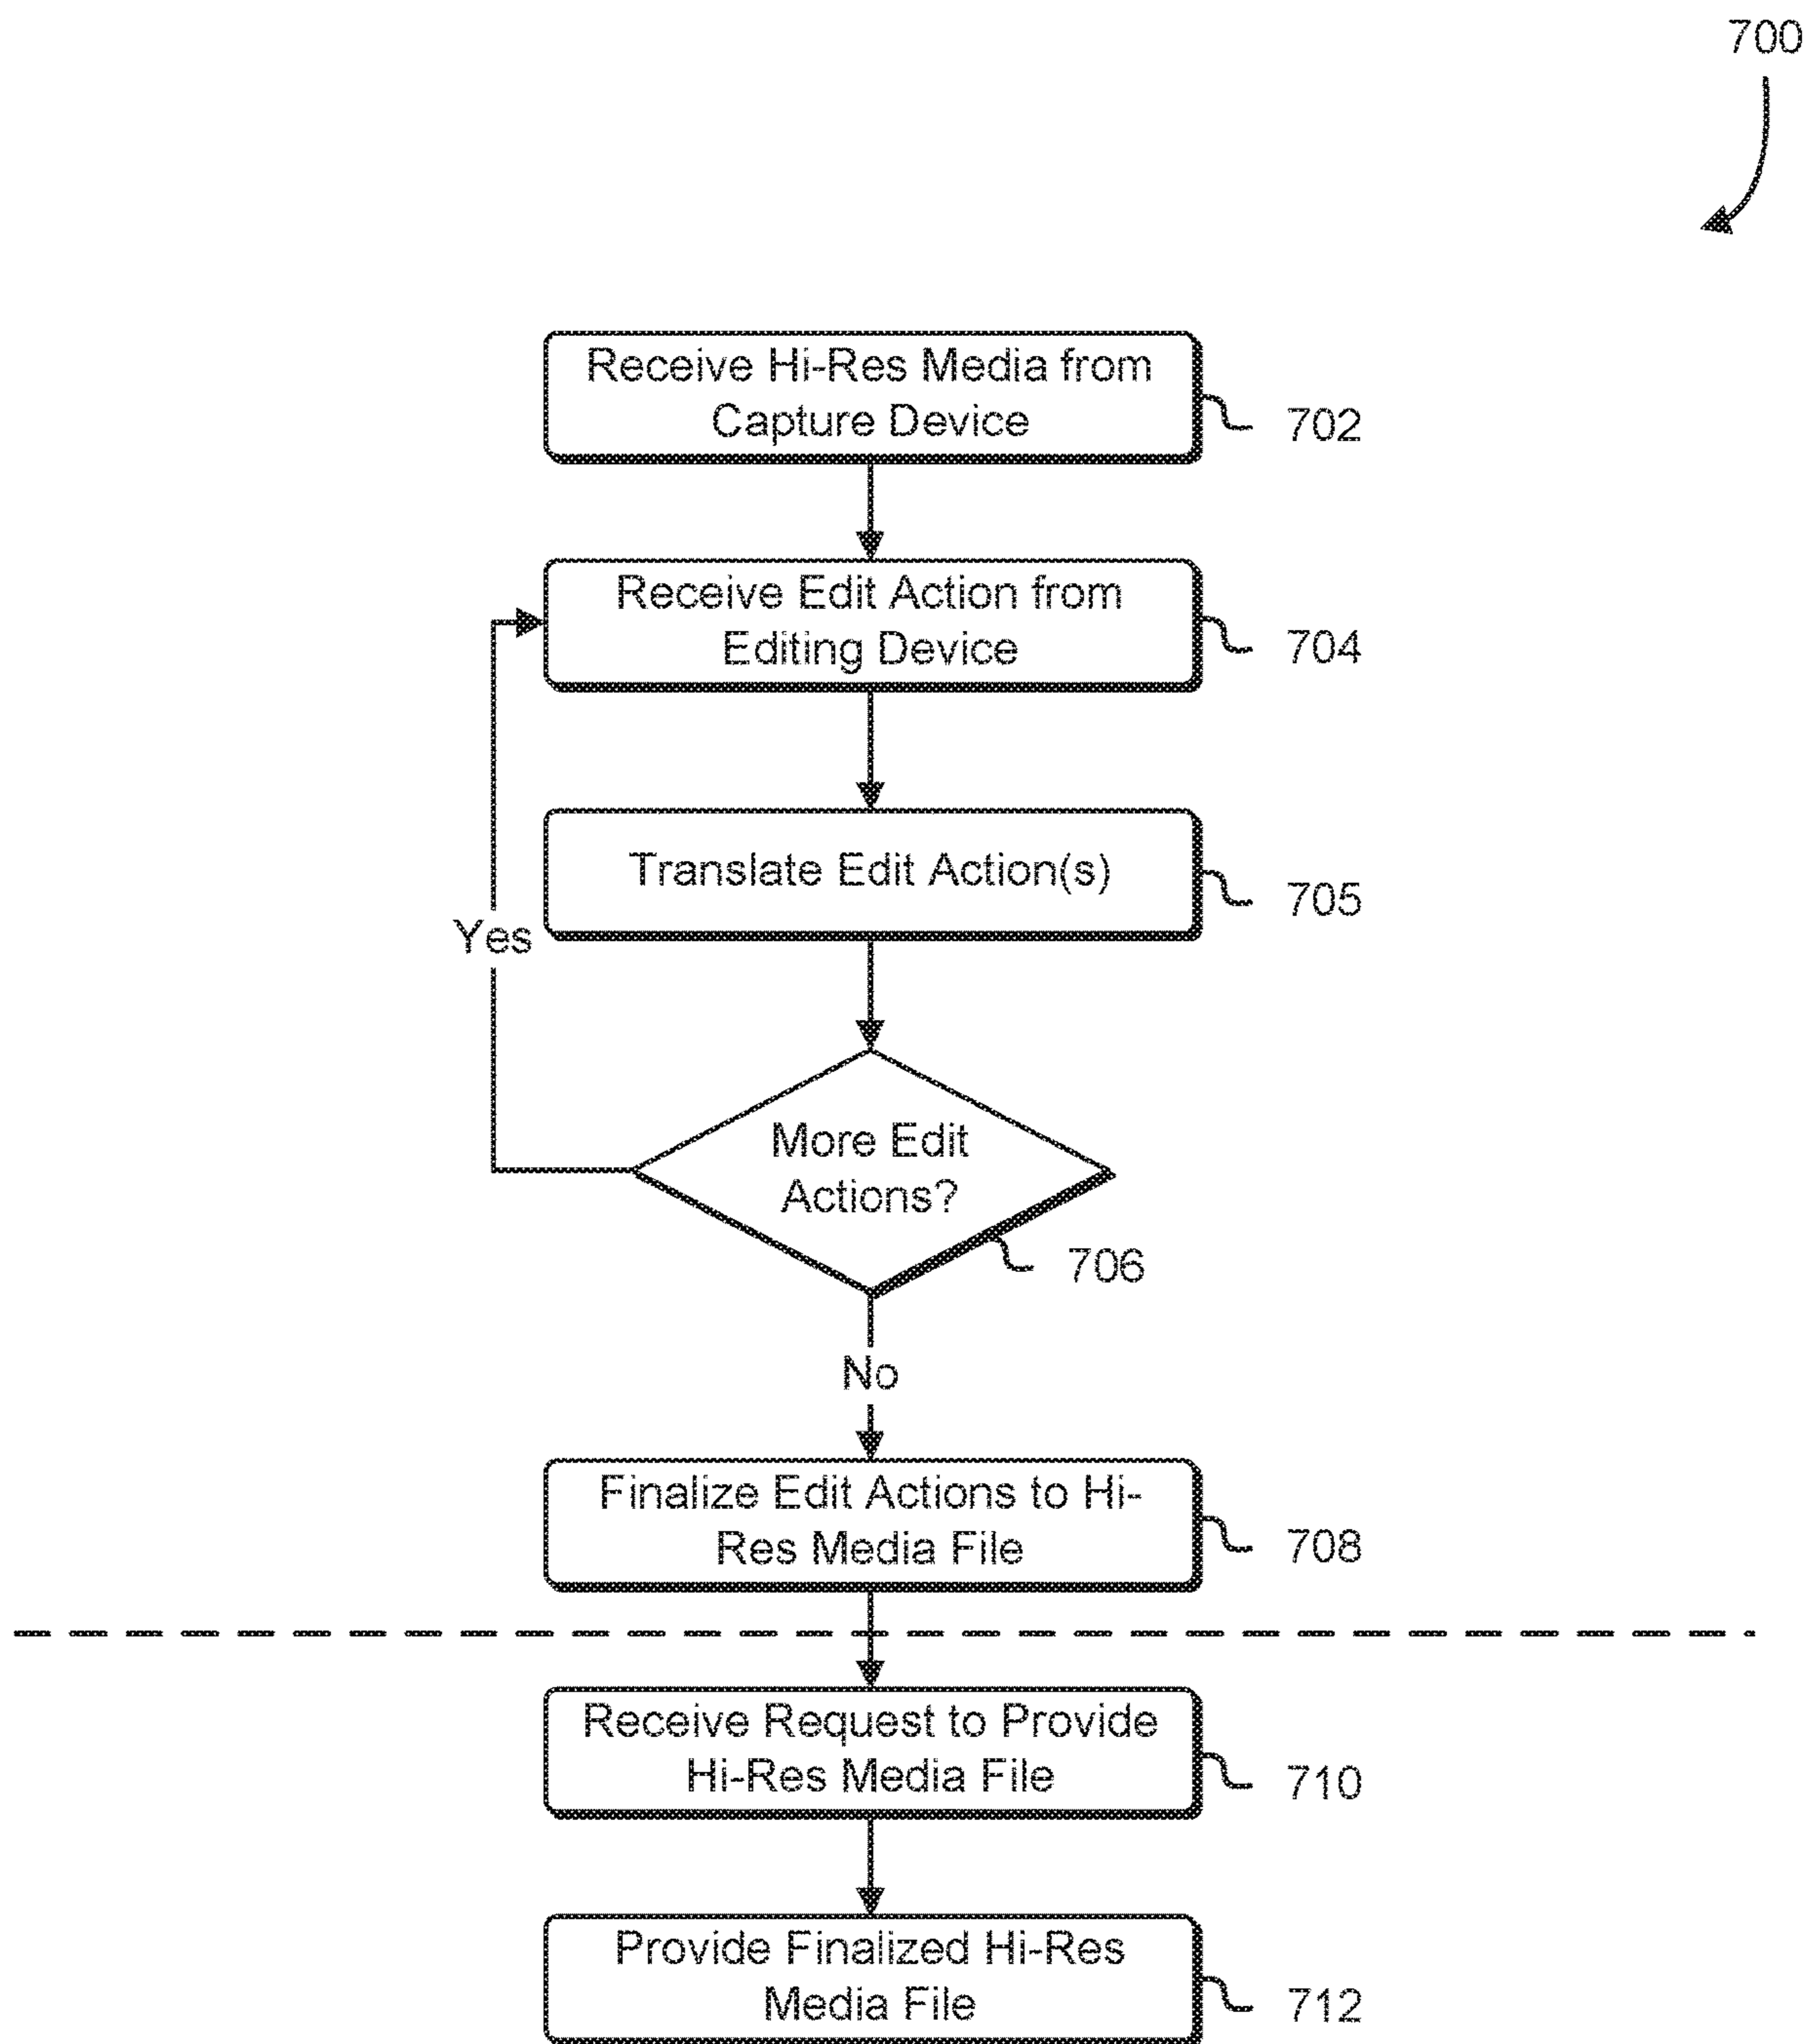 700
Receive Hi-Res Media from
Capture Device
702
Receive Edit Action from
Editing Device
704
Translate Edit Action(s)
705
Yes
More Edit
Actions?
706
No
Finalize Edit Actions to Hi-
Res Media File
708
Receive Request to Provide
Hi-Res Media File
710
Provide Finalized Hi-Res
Media File
712